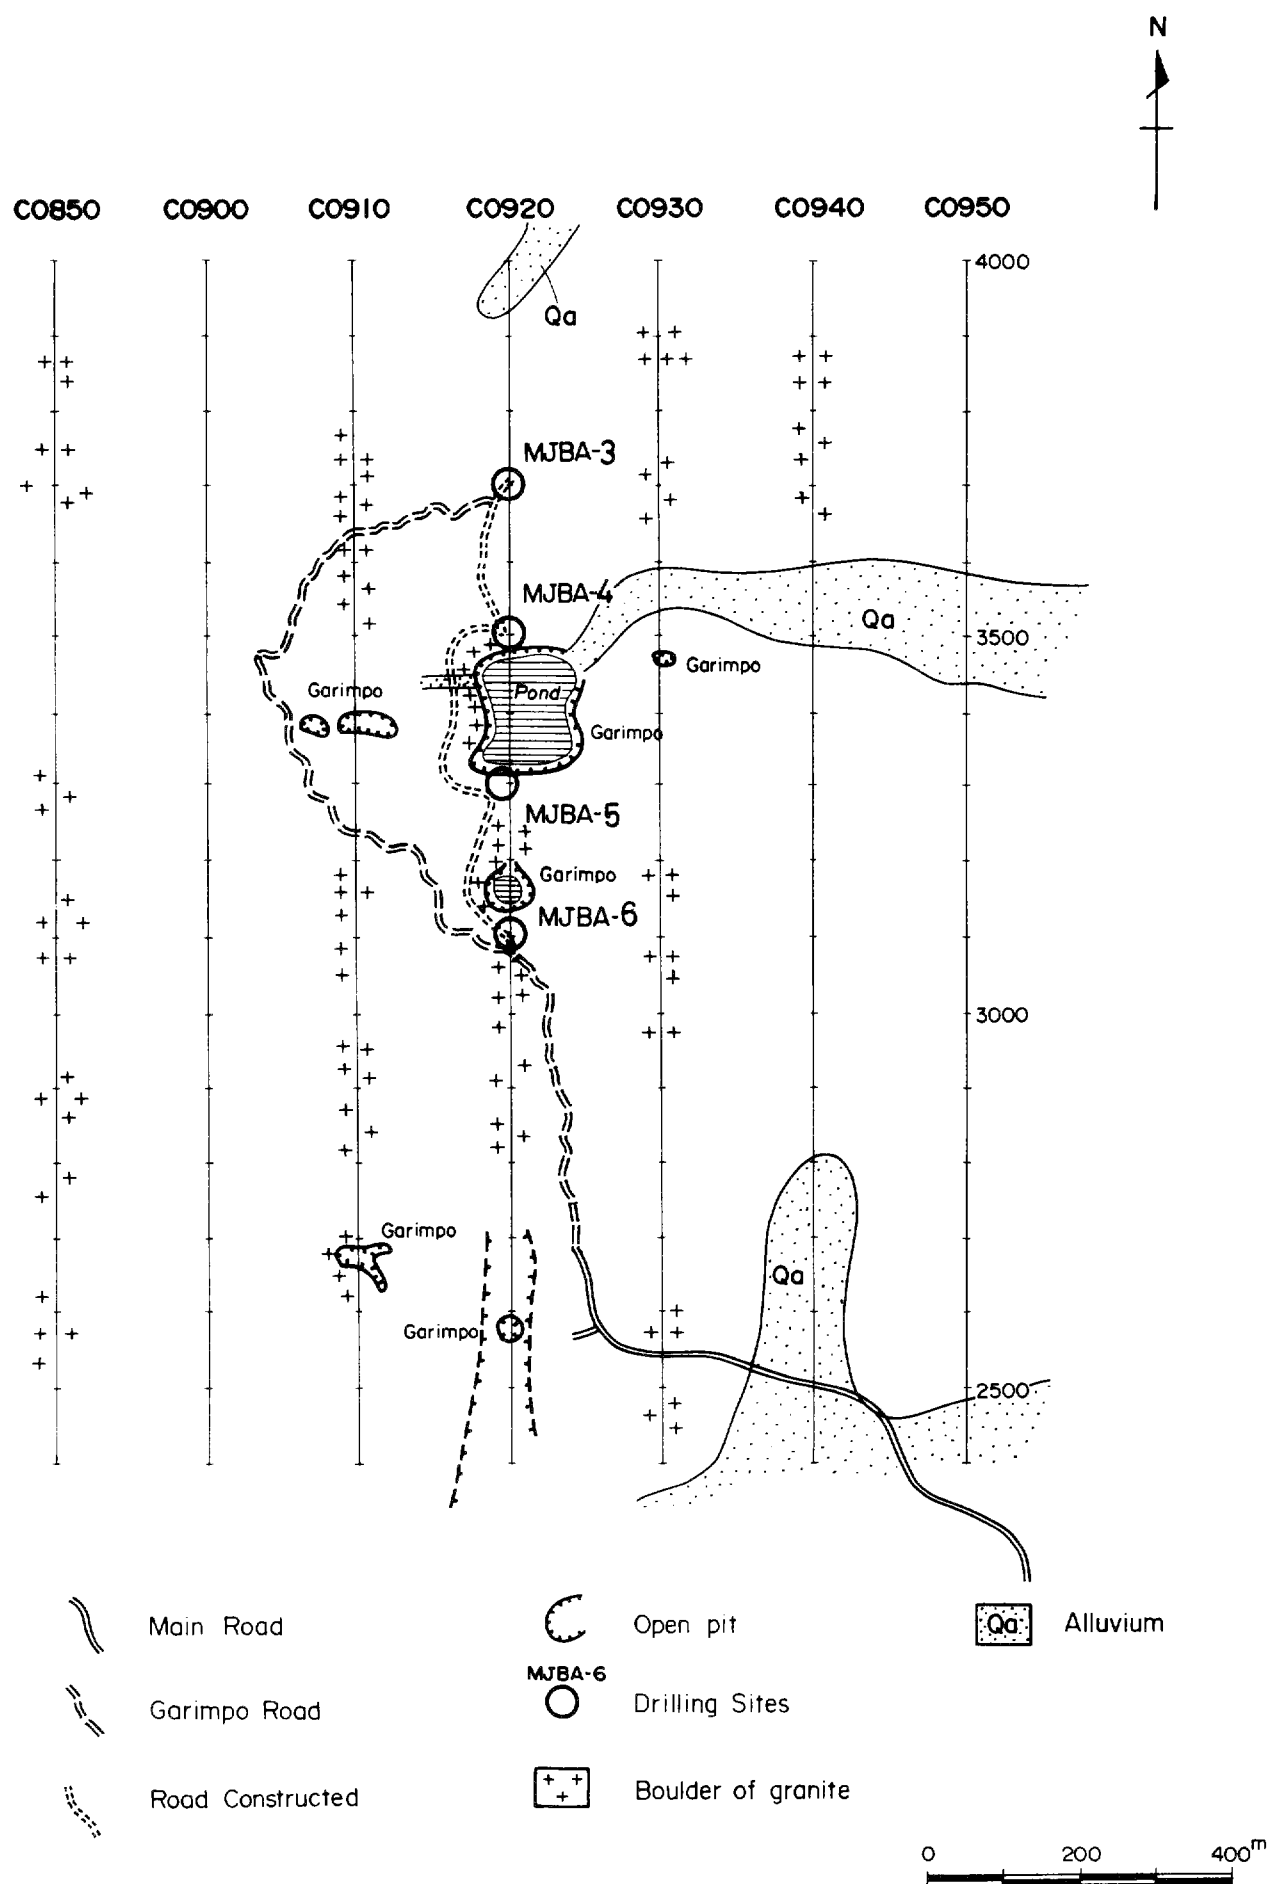 N
C0850 C0900 C0910 C0920 C0930 C0940 C0950
4000
Qa
MJBA-3
MJBA-4
Qa
3500
Garimpo
Garimpo
Pond
Garimpo
MJBA-5
Garimpo
MJBA-6
3000
Garimpo
Qa
Garimpo
2500
Main Road
Open pit
Qa Alluvium
MJBA-6
Garimpo Road
Drilling Sites
Road Constructed
Boulder of granite
0 200 400m